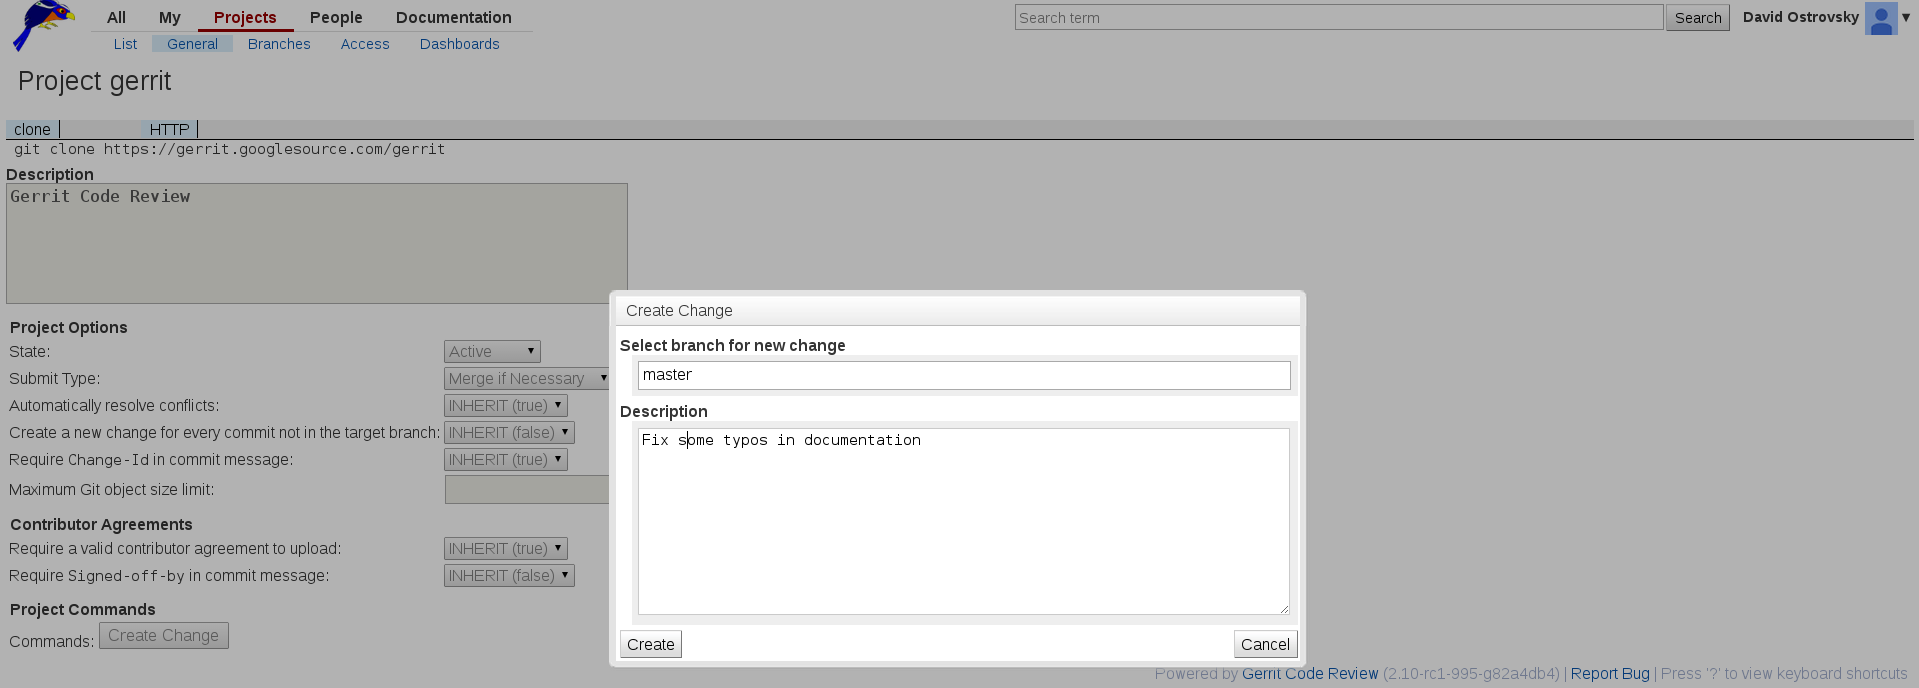 All My Projects People Documentation
Search term Search David Ostrovsky ▼
List General Branches Access Dashboards
Project gerrit
clone HTTP
git clone https://gerrit.googlesource.com/gerrit
Description
Gerrit Code Review
Project Options
State: Active ▼
Submit Type: Merge if Necessary ▼
Automatically resolve conflicts: INHERIT (true) ▼
Create a new change for every commit not in the target branch: INHERIT (false) ▼
Require Change-Id in commit message: INHERIT (true) ▼
Maximum Git object size limit:
Contributor Agreements
Require a valid contributor agreement to upload: INHERIT (true) ▼
Require Signed-off-by in commit message: INHERIT (false) ▼
Project Commands
Commands: Create Change
Create Change
Select branch for new change
master
Description
Fix some typos in documentation
Create Cancel
Powered by Gerrit Code Review (2.10-rc1-995-g82a4db4) | Report Bug | Press '?' to view keyboard shortcuts